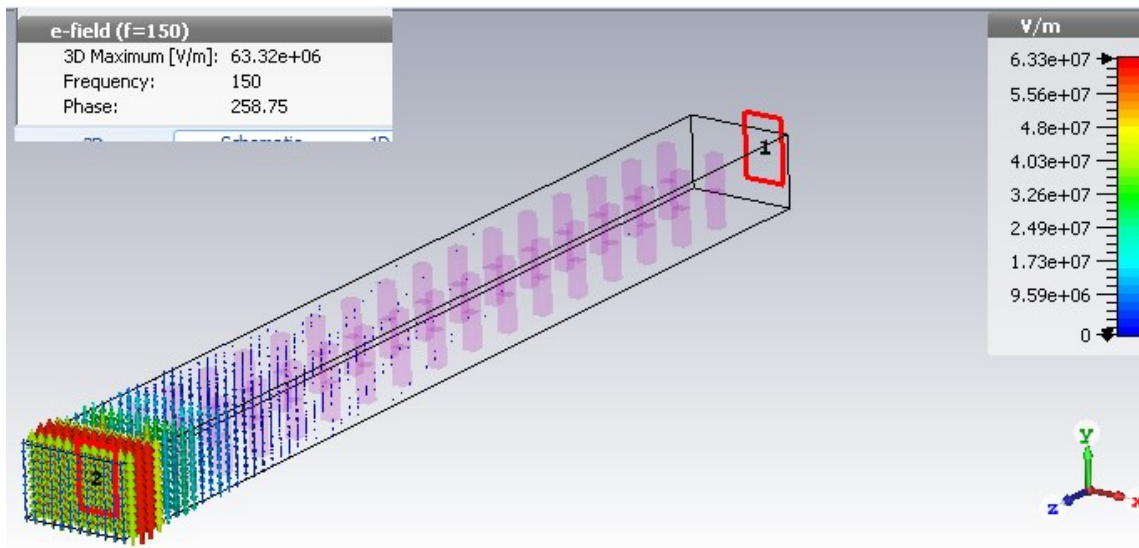 e-field (f=150)
3D Maximum [V/m]: 63.32e+06
Frequency: 150
Phase: 258.75
Schematic
V/m
6.33e+07
5.56e+07
4.8e+07
4.03e+07
3.26e+07
2.49e+07
1.73e+07
9.59e+06
0
1
2
y
z
x